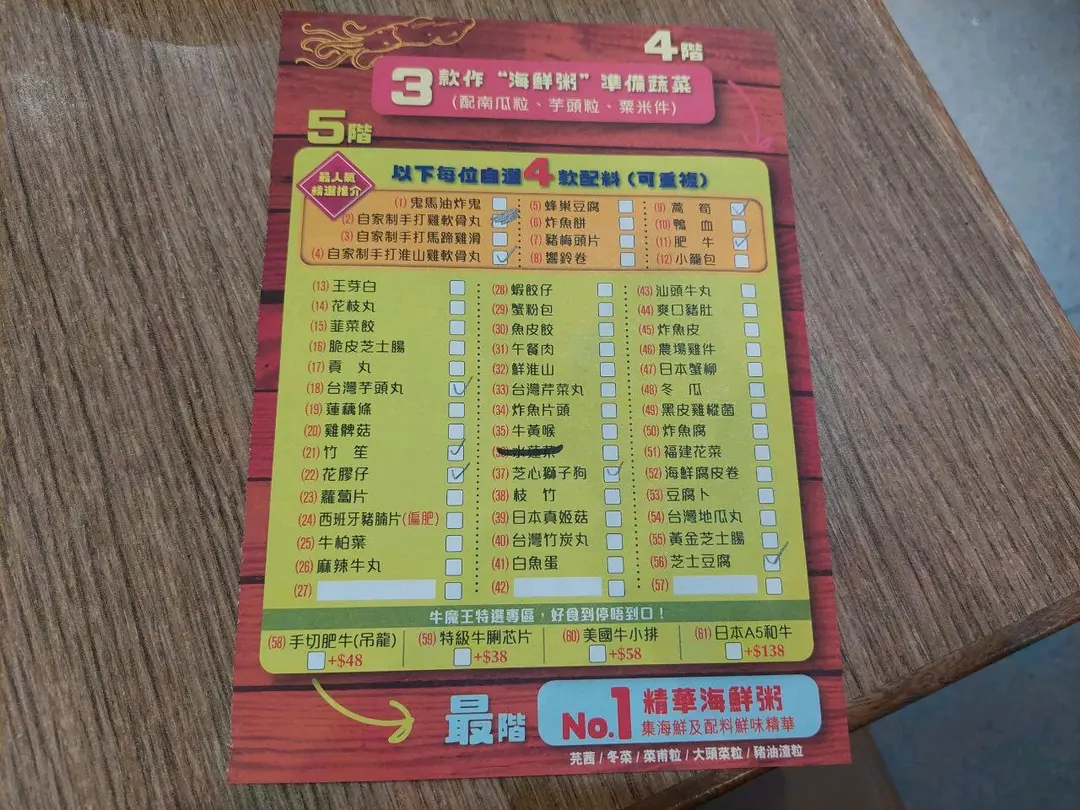 4階
3款作“海鮮粥”準備蔬菜
(配南瓜粒、芋頭粒、粟米件)
5階
最人氣
精選推介
以下每位自選4款配料(可重複)
(1) 鬼馬油炸鬼
(2) 自家制手打雞軟骨丸
(3) 自家制手打馬蹄雞滑
(4) 自家制手打淮山雞軟骨丸
(5) 蜂巢豆腐
(6) 炸魚餅
(7) 豬梅頭片
(8) 響鈴卷
(9) 萵筍
(10) 鴨血
(11) 肥牛
(12) 小籠包
(13) 王芽白
(14) 花枝丸
(15) 韮菜餃
(16) 脆皮芝士腸
(17) 貢丸
(18) 台灣芋頭丸
(19) 蓮藕條
(20) 雞髀菇
(21) 竹笙
(22) 花膠仔
(23) 蘿蔔片
(24) 西班牙豬腩片(偏肥)
(25) 牛柏葉
(26) 麻辣牛丸
(27)
(28) 蝦餃仔
(29) 蟹粉包
(30) 魚皮餃
(31) 午餐肉
(32) 鮮淮山
(33) 台灣芹菜丸
(34) 炸魚片頭
(35) 牛黃喉
(36) 水蓮菜
(37) 芝心獅子狗
(38) 枝竹
(39) 日本真姬菇
(40) 台灣竹炭丸
(41) 白魚蛋
(42)
(43) 汕頭牛丸
(44) 爽口豬肚
(45) 炸魚皮
(46) 農場雞件
(47) 日本蟹柳
(48) 冬瓜
(49) 黑皮雞樅菌
(50) 炸魚腐
(51) 福建花菜
(52) 海鮮腐皮卷
(53) 豆腐卜
(54) 台灣地瓜丸
(55) 黃金芝士腸
(56) 芝士豆腐
(57)
牛魔王特選專區，好食到停唔到口！
(58) 手切肥牛(吊龍)
+$48
(59) 特級牛脷芯片
+$38
(60) 美國牛小排
+$58
(61) 日本A5和牛
+$138
最階
No.1 精華海鮮粥
集海鮮及配料鮮味精華
芫茜/冬菜/菜甫粒/大頭菜粒/豬油渣粒